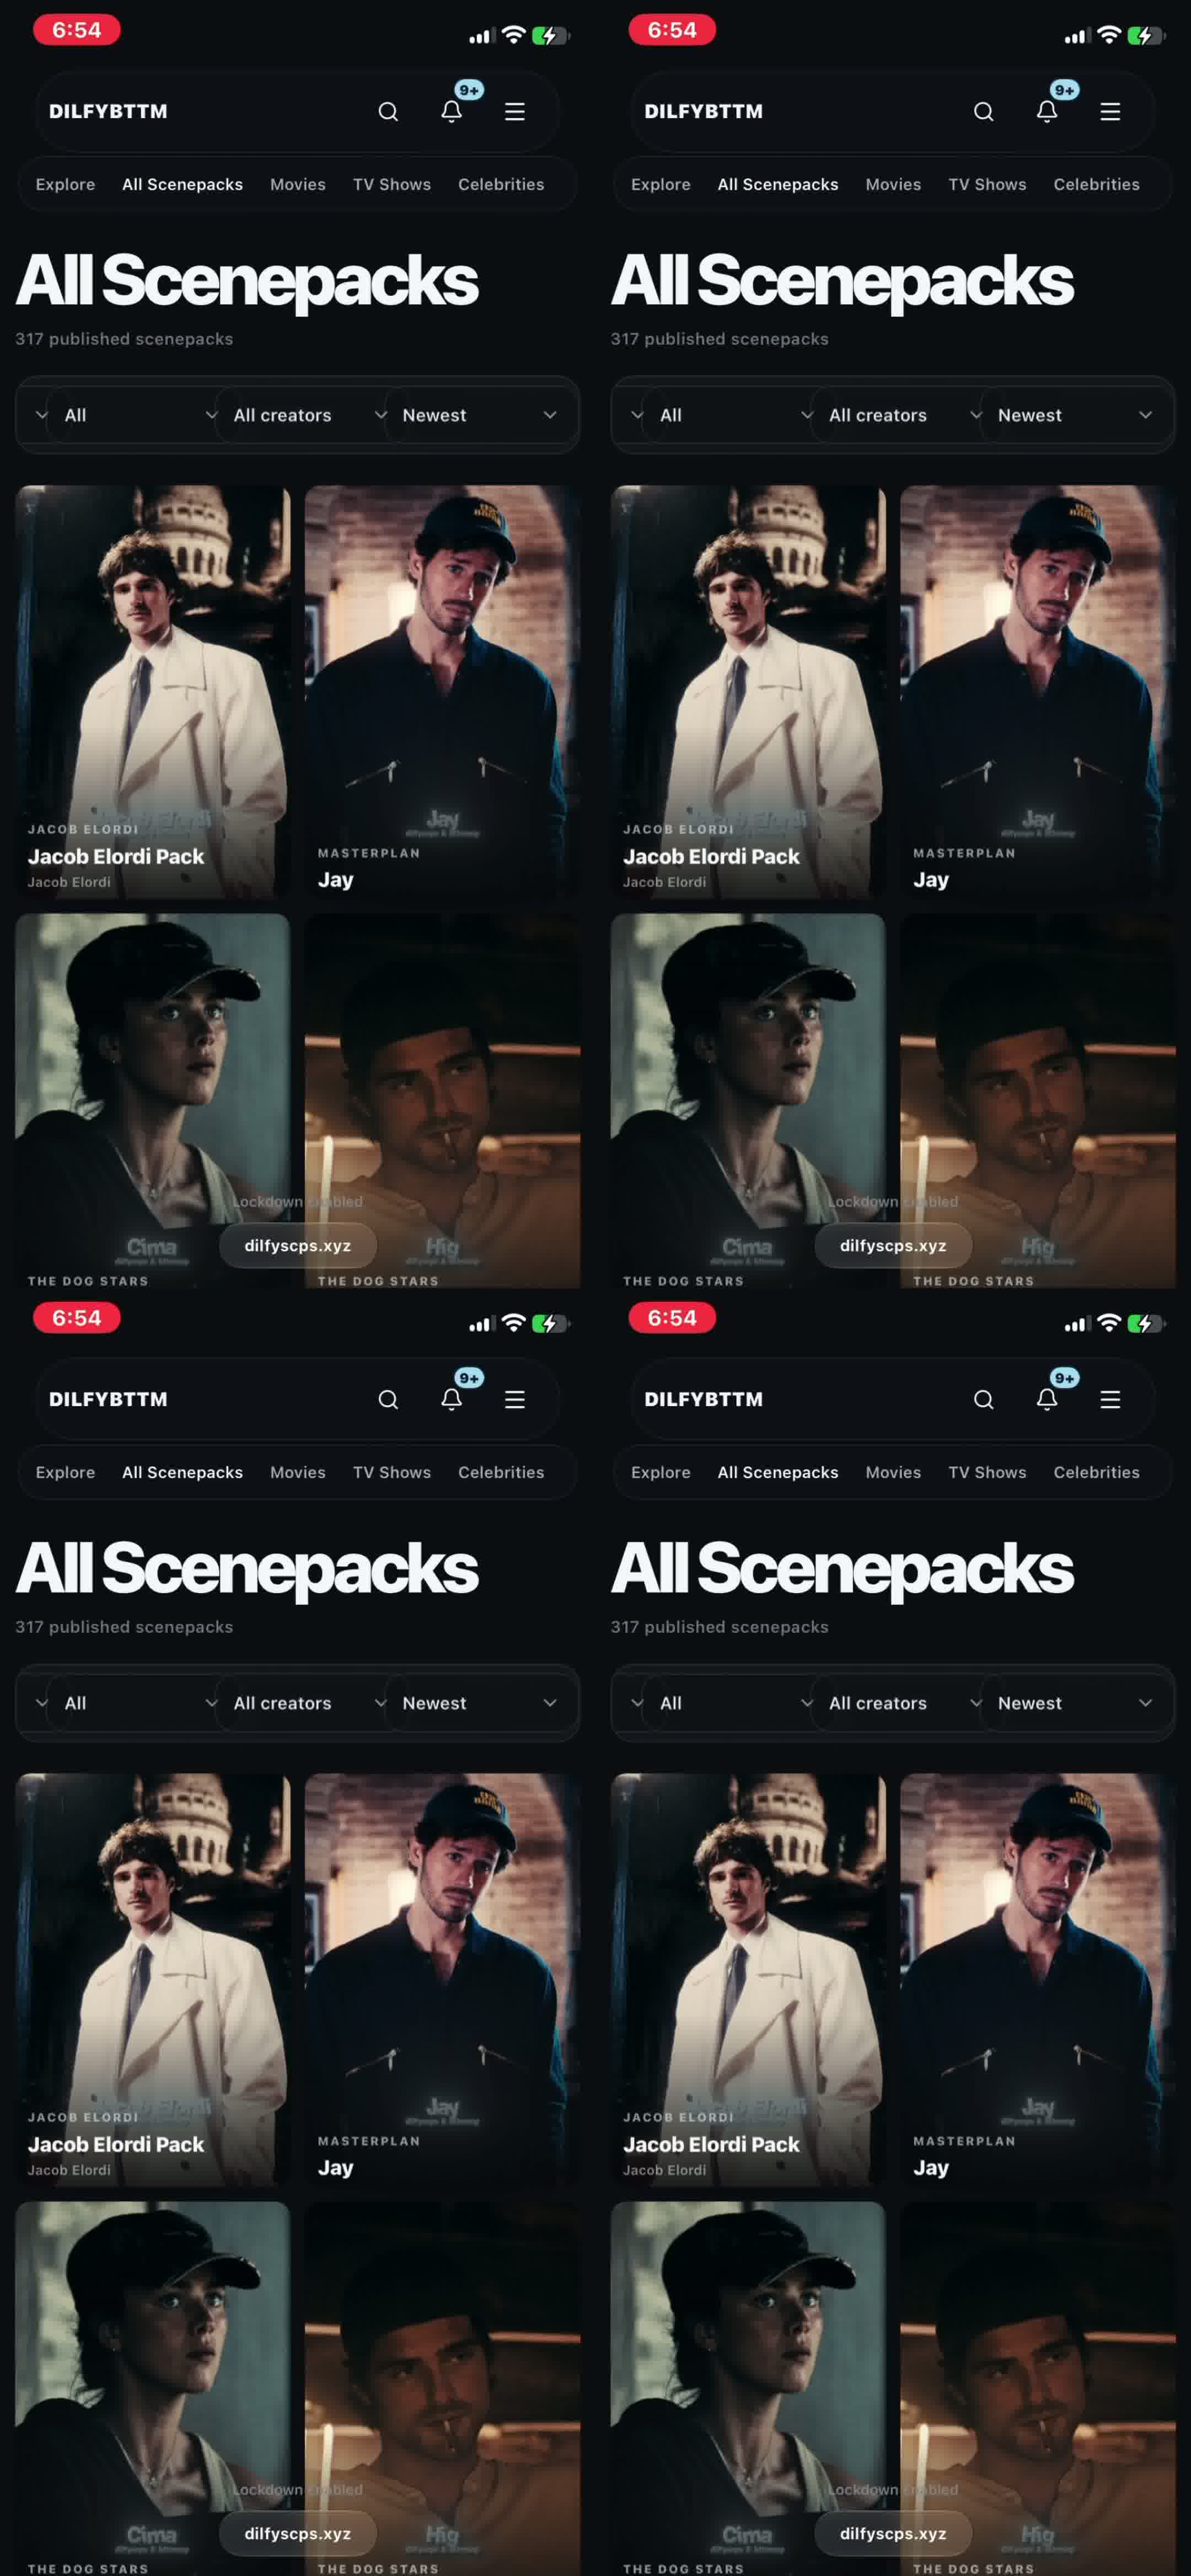 6:54
6:54
DILFYBTTM 9+
DILFYBTTM 9+
Explore All Scenepacks Movies TV Shows Celebrities
Explore All Scenepacks Movies TV Shows Celebrities
All Scenepacks
All Scenepacks
317 published scenepacks
317 published scenepacks
All All creators Newest
All All creators Newest
Jay
Jay
JACOB ELORDI
Jacob Elordi Pack
Jacob Elordi
MASTERPLAN
Jay
JACOB ELORDI
Jacob Elordi Pack
Jacob Elordi
MASTERPLAN
Jay
Lockdown Enabled
Lockdown Enabled
Cima dilfyscps.xyz Hig
Cima dilfyscps.xyz Hig
THE DOG STARS THE DOG STARS
THE DOG STARS THE DOG STARS
6:54
6:54
DILFYBTTM 9+
DILFYBTTM 9+
Explore All Scenepacks Movies TV Shows Celebrities
Explore All Scenepacks Movies TV Shows Celebrities
All Scenepacks
All Scenepacks
317 published scenepacks
317 published scenepacks
All All creators Newest
All All creators Newest
Jay
Jay
JACOB ELORDI
Jacob Elordi Pack
Jacob Elordi
MASTERPLAN
Jay
JACOB ELORDI
Jacob Elordi Pack
Jacob Elordi
MASTERPLAN
Jay
Lockdown Enabled
Lockdown Enabled
Cima dilfyscps.xyz Hig
Cima dilfyscps.xyz Hig
THE DOG STARS THE DOG STARS
THE DOG STARS THE DOG STARS